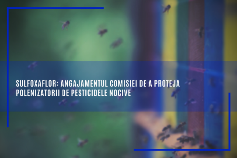 SULFOXAFLOR: ANGAJAMENTUL COMISIEI DE A PROTEJA
POLENIZATORII DE PESTICIDELE NOCIVE